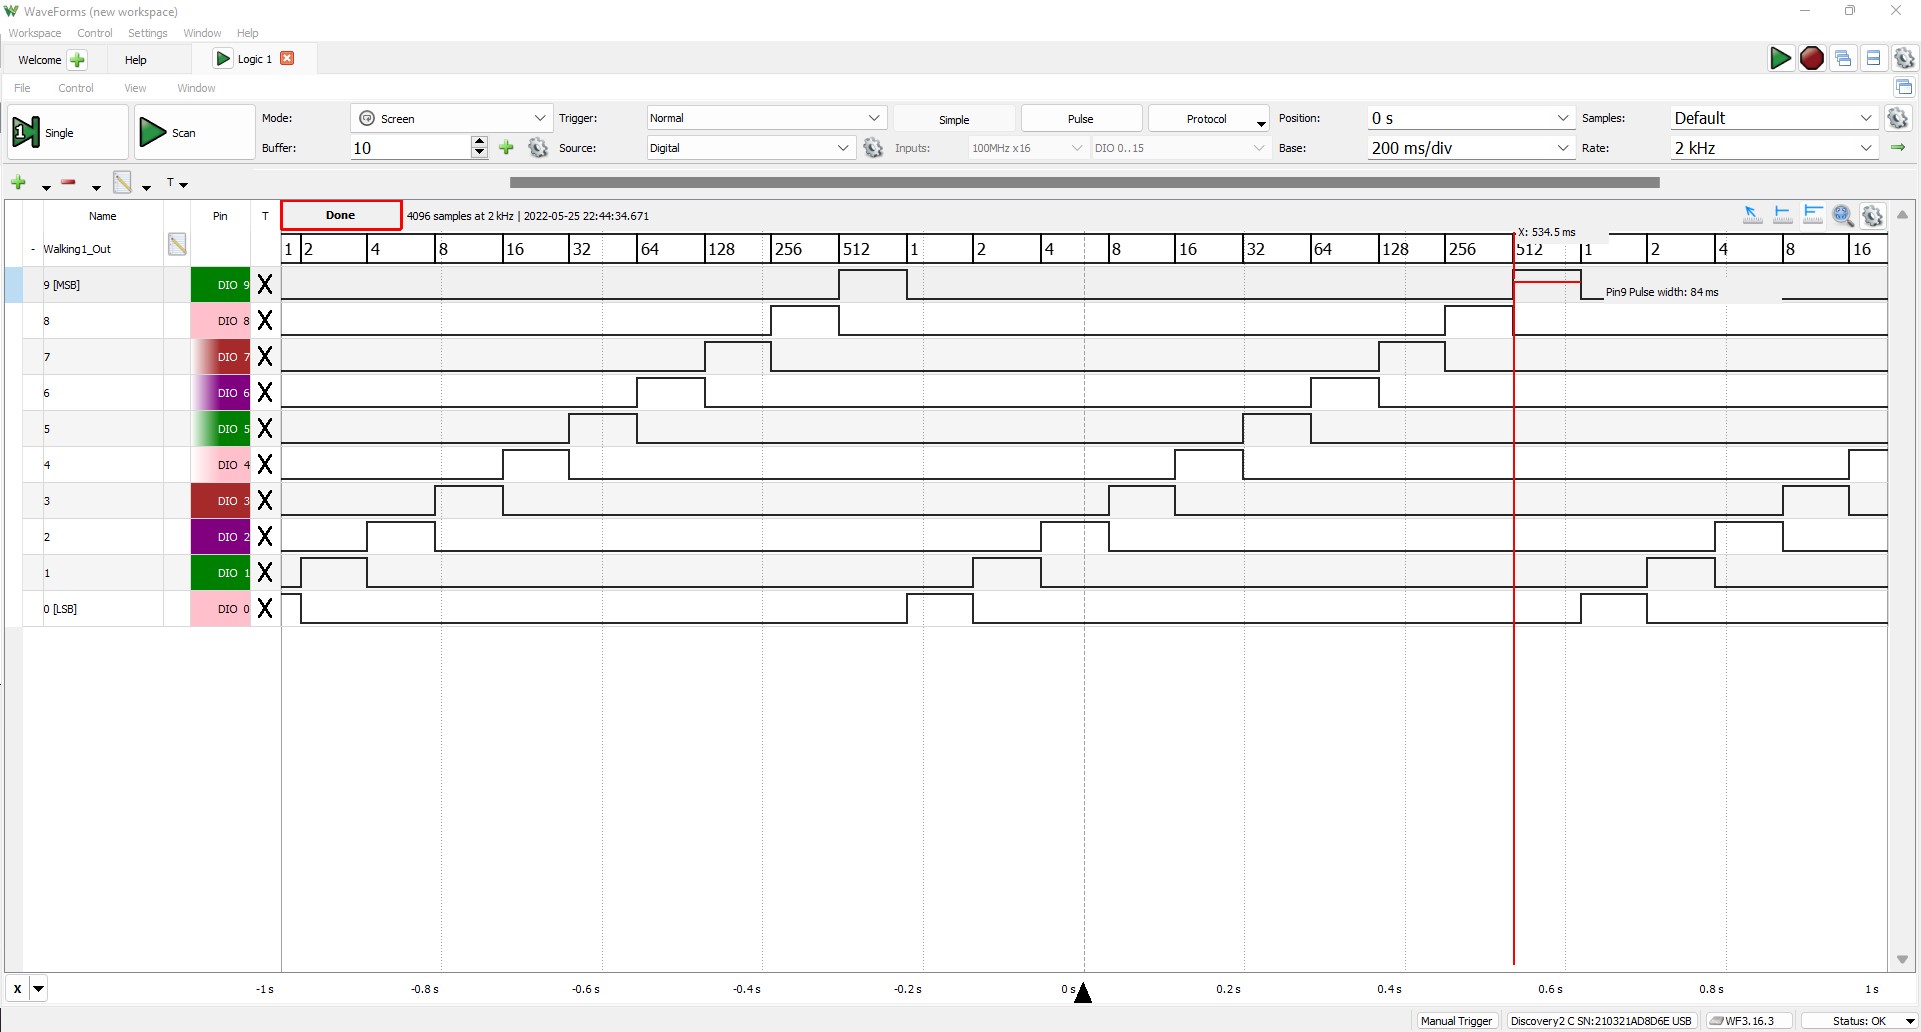 WaveForms (new workspace)
Workspace Control Settings Window Help
Welcome Help Logic 1
File Control View Window
Single Scan Mode: Screen Trigger: Normal Simple Pulse Protocol Position: 0 s Samples: Default
Buffer: 10 Source: Digital Inputs: 100MHz x16 DIO 0..15 Base: 200 ms/div Rate: 2 kHz
T
Name Pin T Done 4096 samples at 2 kHz | 2022-05-25 22:44:34.671
X: 534.5 ms
- Walking1_Out 1 2 4 8 16 32 64 128 256 512 1 2 4 8 16 32 64 128 256 512 1 2 4 8 16
9 [MSB] DIO 9 X
Pin9 Pulse width: 84 ms
8 DIO 8 X
7 DIO 7 X
6 DIO 6 X
5 DIO 5 X
4 DIO 4 X
3 DIO 3 X
2 DIO 2 X
1 DIO 1 X
0 [LSB] DIO 0 X
X -1 s -0.8 s -0.6 s -0.4 s -0.2 s 0 s 0.2 s 0.4 s 0.6 s 0.8 s 1 s
Manual Trigger Discovery2 C SN:210321AD8D6E USB WF3.16.3 Status: OK